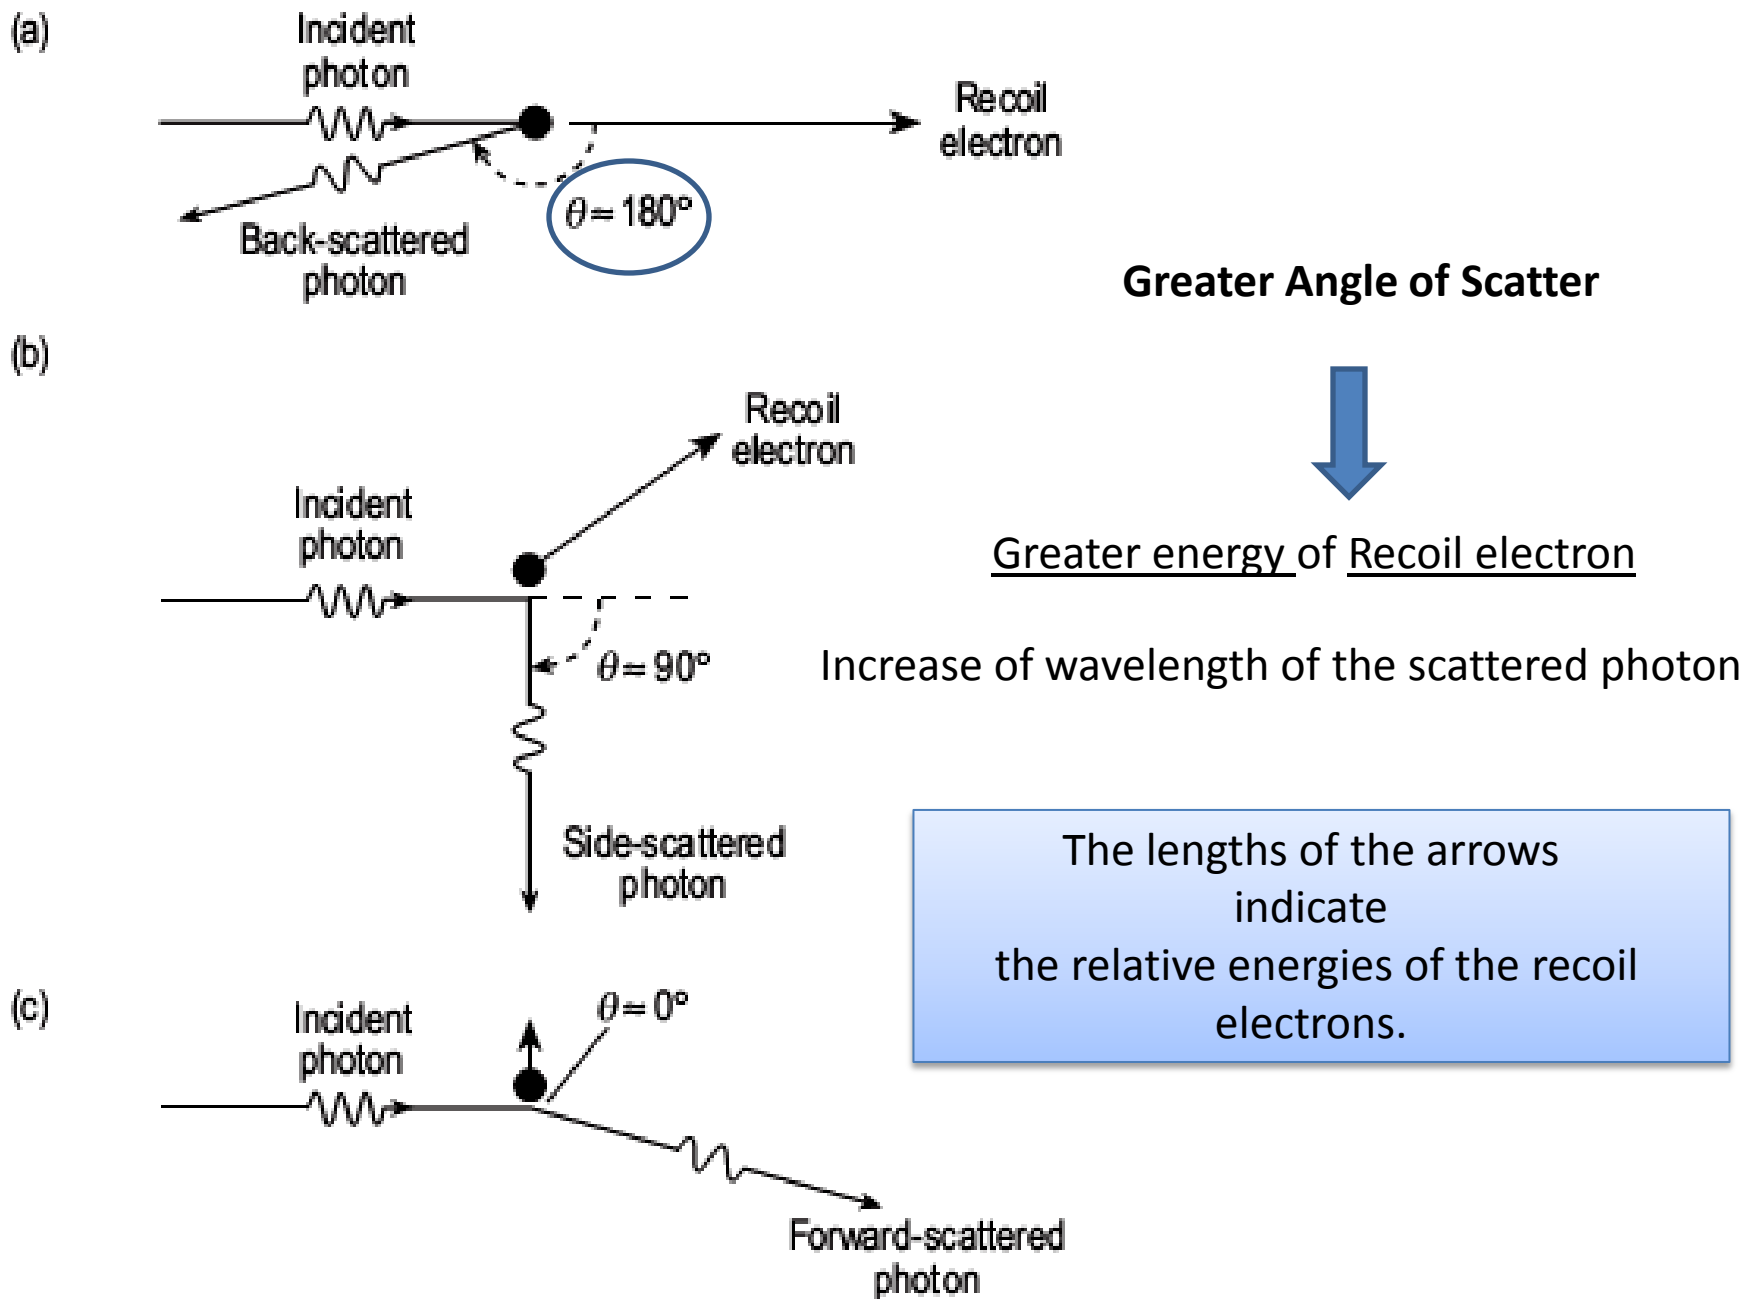 (a)
Incident
photon
Recoil
electron
θ ≃ 180°
Back-scattered
photon
Greater Angle of Scatter
(b)
Recoil
electron
Incident
photon
θ ≃ 90°
Side-scattered
photon
Greater energy of Recoil electron
Increase of wavelength of the scattered photon
The lengths of the arrows
indicate
the relative energies of the recoil
electrons.
(c)
Incident
photon
θ ≃ 0°
Forward-scattered
photon